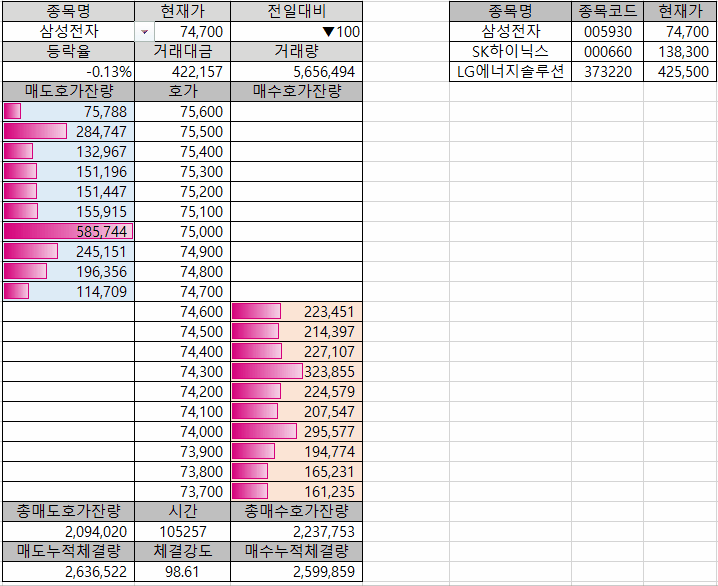 종목명 현재가 전일대비 종목명 종목코드 현재가
삼성전자 74,700 ▼100 삼성전자 005930 74,700
등락율 거래대금 거래량 SK하이닉스 000660 138,300
-0.13% 422,157 5,656,494 LG에너지솔루션 373220 425,500
매도호가잔량 호가 매수호가잔량
75,788 75,600
284,747 75,500
132,967 75,400
151,196 75,300
151,447 75,200
155,915 75,100
585,744 75,000
245,151 74,900
196,356 74,800
114,709 74,700
74,600 223,451
74,500 214,397
74,400 227,107
74,300 323,855
74,200 224,579
74,100 207,547
74,000 295,577
73,900 194,774
73,800 165,231
73,700 161,235
총매도호가잔량 시간 총매수호가잔량
2,094,020 105257 2,237,753
매도누적체결량 체결강도 매수누적체결량
2,636,522 98.61 2,599,859